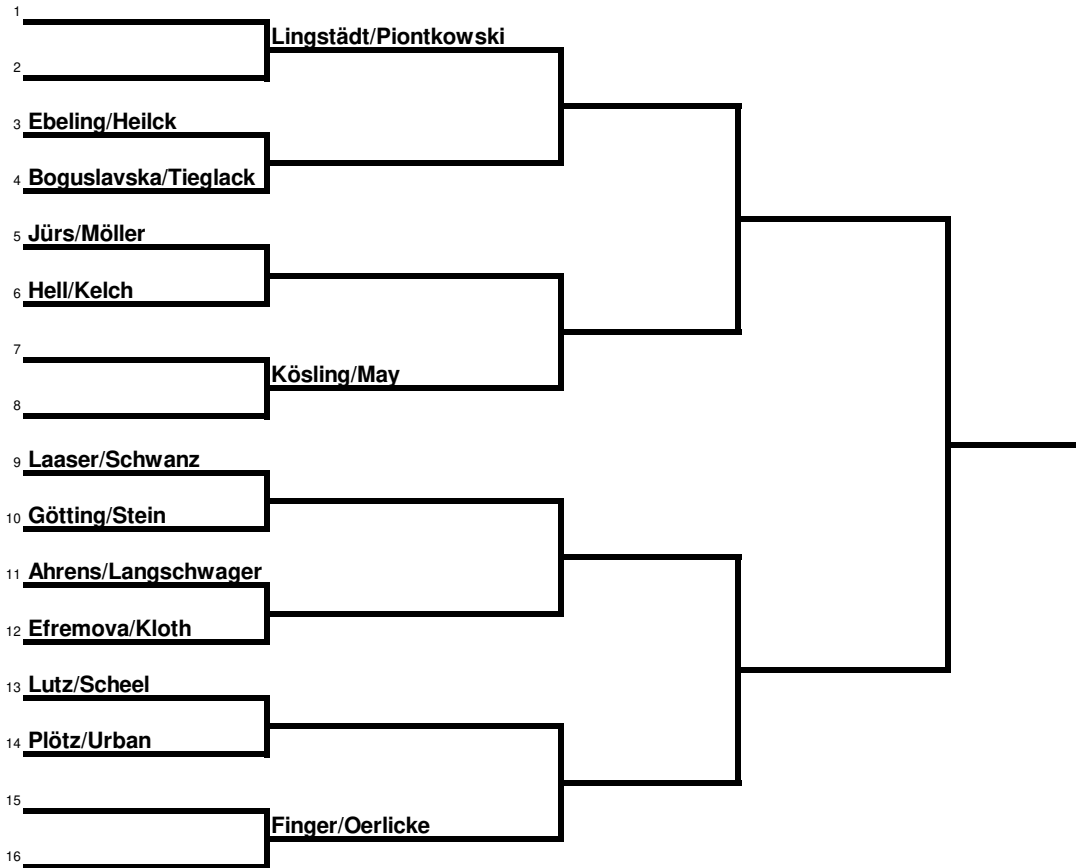 1
Lingstädt/Piontkowski
2
3 Ebeling/Heilck
4 Boguslavska/Tieglack
5 Jürs/Möller
6 Hell/Kelch
7
Kösling/May
8
9 Laaser/Schwanz
10 Götting/Stein
11 Ahrens/Langschwager
12 Efremova/Kloth
13 Lutz/Scheel
14 Plötz/Urban
15
Finger/Oerlicke
16